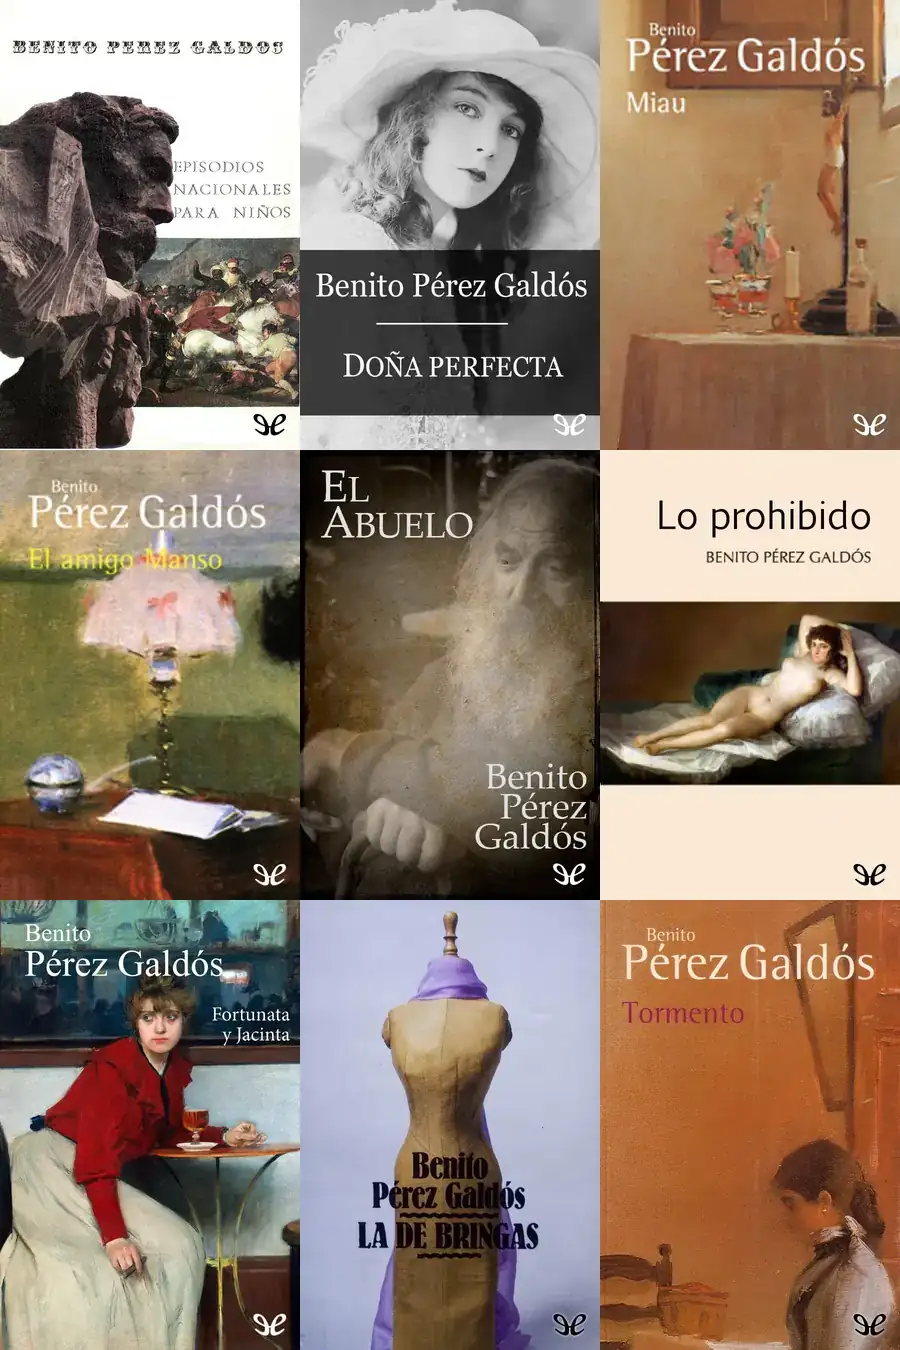 BENITO PEREZ GALDOS
EPISODIOS
NACIONALES
PARA NIÑOS
Benito Pérez Galdós
DOÑA PERFECTA
Benito
Pérez Galdós
Miau
Benito
Pérez Galdós
El amigo Manso
EL
ABUELO
Benito
Pérez
Galdós
Lo prohibido
BENITO PÉREZ GALDÓS
Benito
Pérez Galdós
Fortunata
y Jacinta
Benito
Pérez Galdós
LA DE BRINGAS
Benito
Pérez Galdós
Tormento